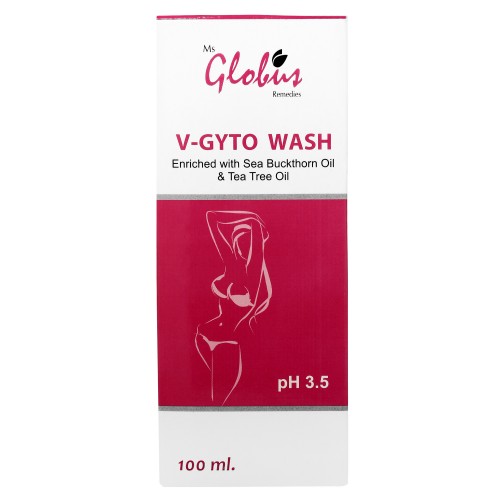 Ms
Globus
Remedies
V-GYTO WASH
Enriched with Sea Buckthorn Oil
& Tea Tree Oil
pH 3.5
100 ml.